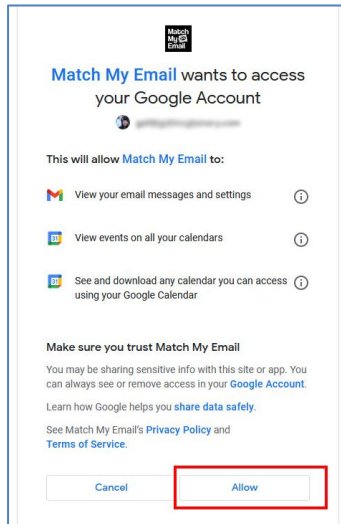 Match
My @
Email
Match My Email wants to access
your Google Account
This will allow Match My Email to:
View your email messages and settings
31 View events on all your calendars
31 See and download any calendar you can access
using your Google Calendar
Make sure you trust Match My Email
You may be sharing sensitive info with this site or app. You
can always see or remove access in your Google Account.
Learn how Google helps you share data safely.
See Match My Email's Privacy Policy and
Terms of Service.
Cancel Allow